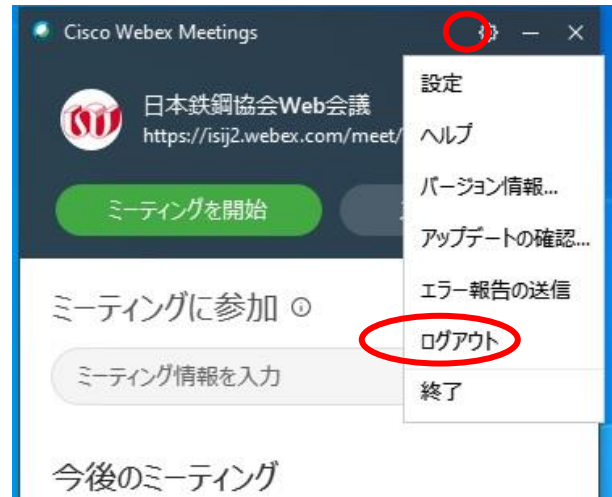 Cisco Webex Meetings
日本鉄鋼協会Web会議
https://isij2.webex.com/meet/
ミーティングを開始
ミーティングに参加
ミーティング情報を入力
今後のミーティング
設定
ヘルプ
バージョン情報...
アップデートの確認...
エラー報告の送信
ログアウト
終了